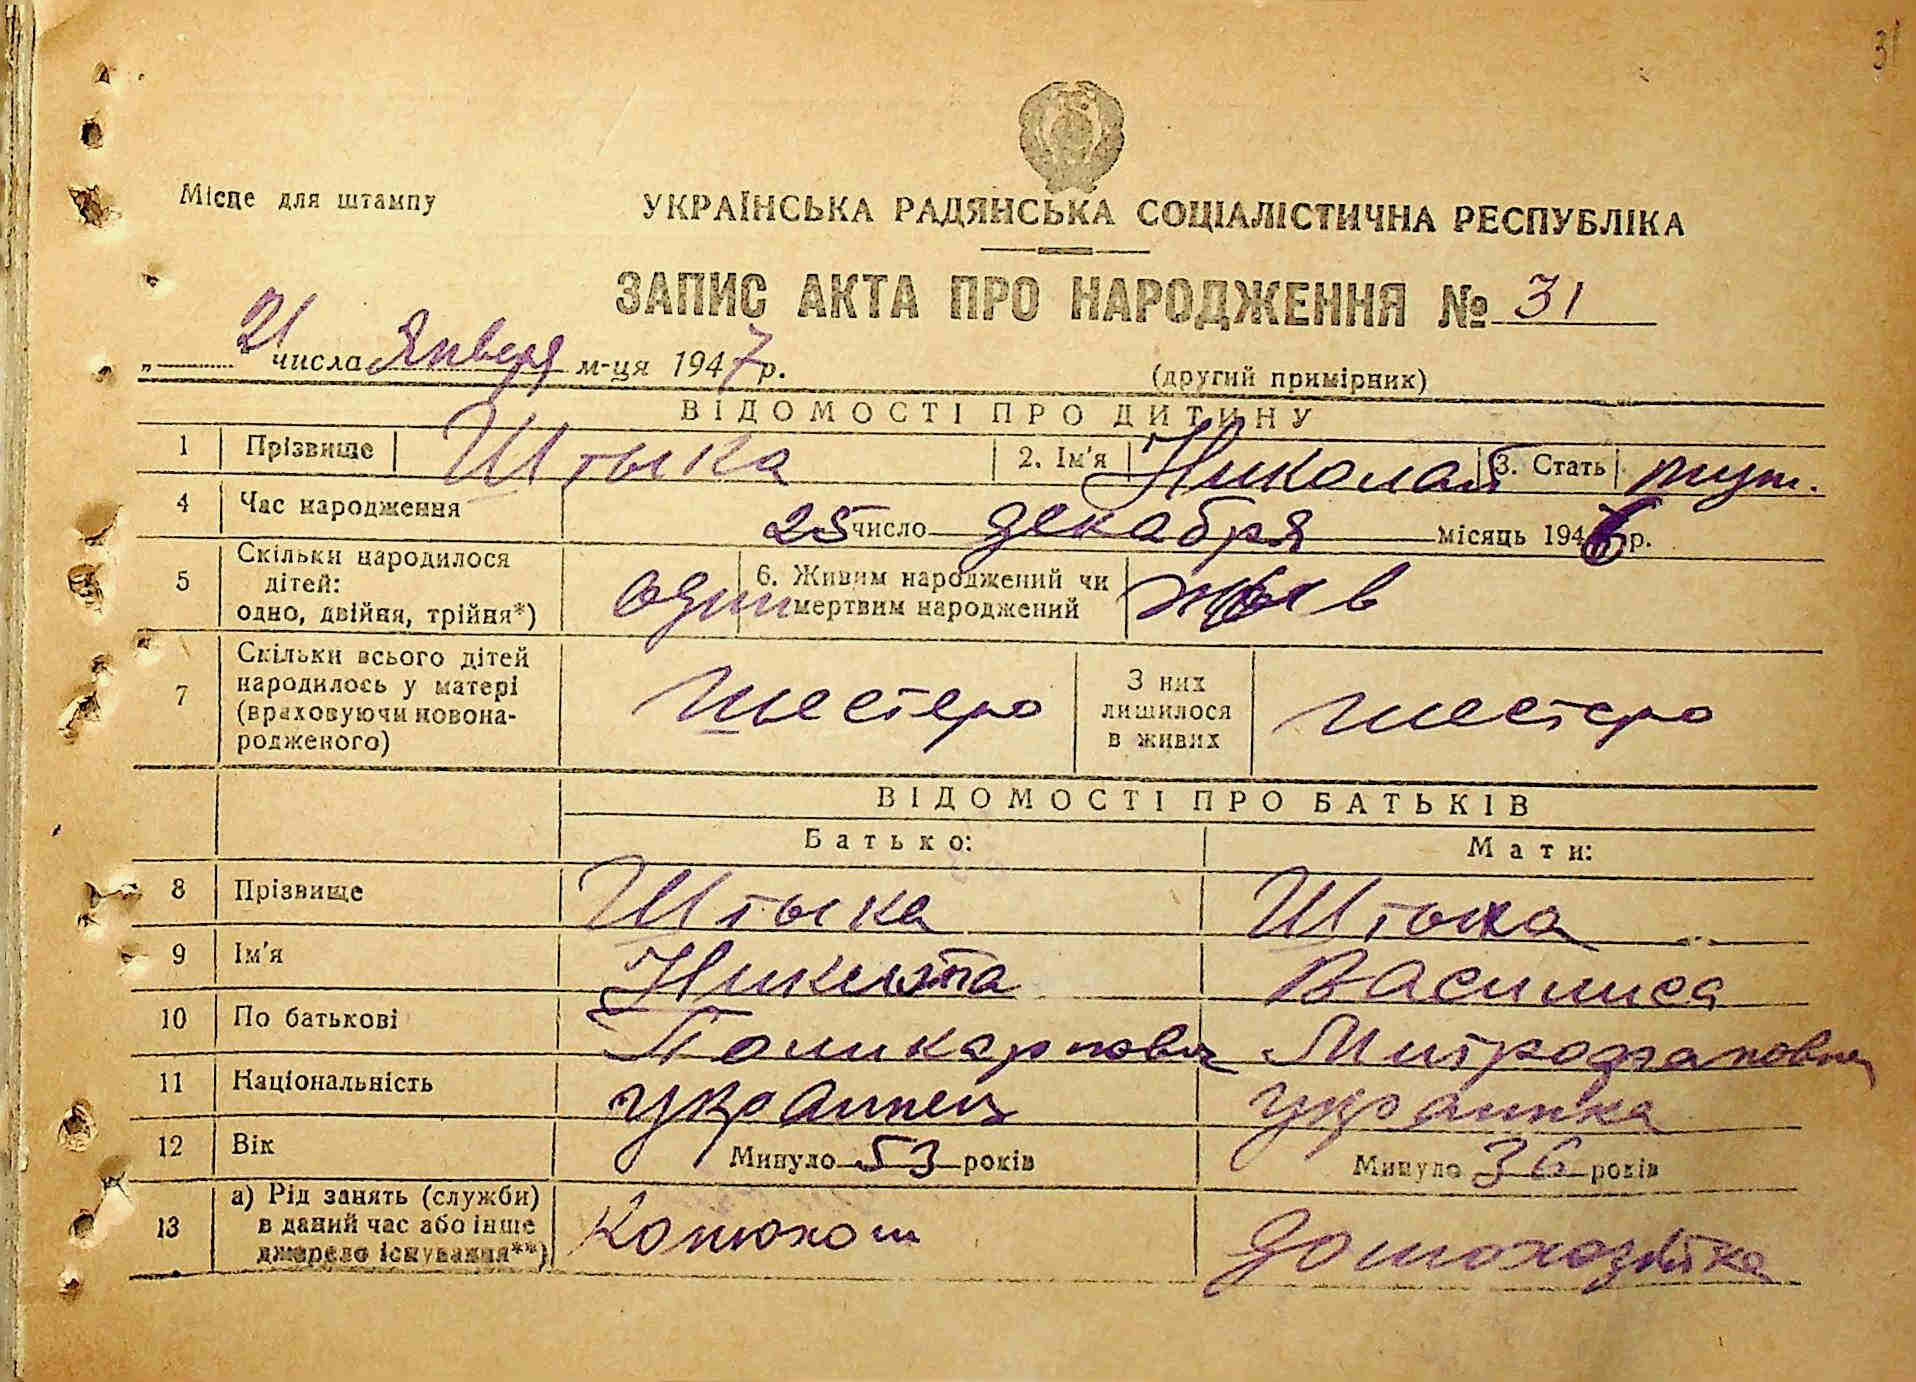 31
Місце для штампу
УКРАЇНСЬКА РАДЯНСЬКА СОЦІАЛІСТИЧНА РЕСПУБЛІКА
ЗАПИС АКТА ПРО НАРОДЖЕННЯ № 31
„ 21 числа Января м-ця 1947 р.
(другий примірник)
ВІДОМОСТІ ПРО ДИТИНУ
1 Прізвище Штыка 2. Ім'я Николай 3. Стать муж.
4 Час народження 25 число декабря місяць 1946 р.
5 Скільки народилося дітей: одно, двійня, трійня*) один 6. Живим народжений чи мертвим народжений жив
7 Скільки всього дітей народилось у матері (враховуючи новонародженого) шестеро З них лишилося в живих шестеро
ВІДОМОСТІ ПРО БАТЬКІВ
Батько: Мати:
8 Прізвище Штыка Штыка
9 Ім'я Никита Василиса
10 По батькові Поликарпович Митрофановна
11 Національність украинец украинка
12 Вік Минуло 53 років Минуло 36 років
13 а) Рід занять (служби) в даний час або інше джерело існування**) Конюхом домохозяйка